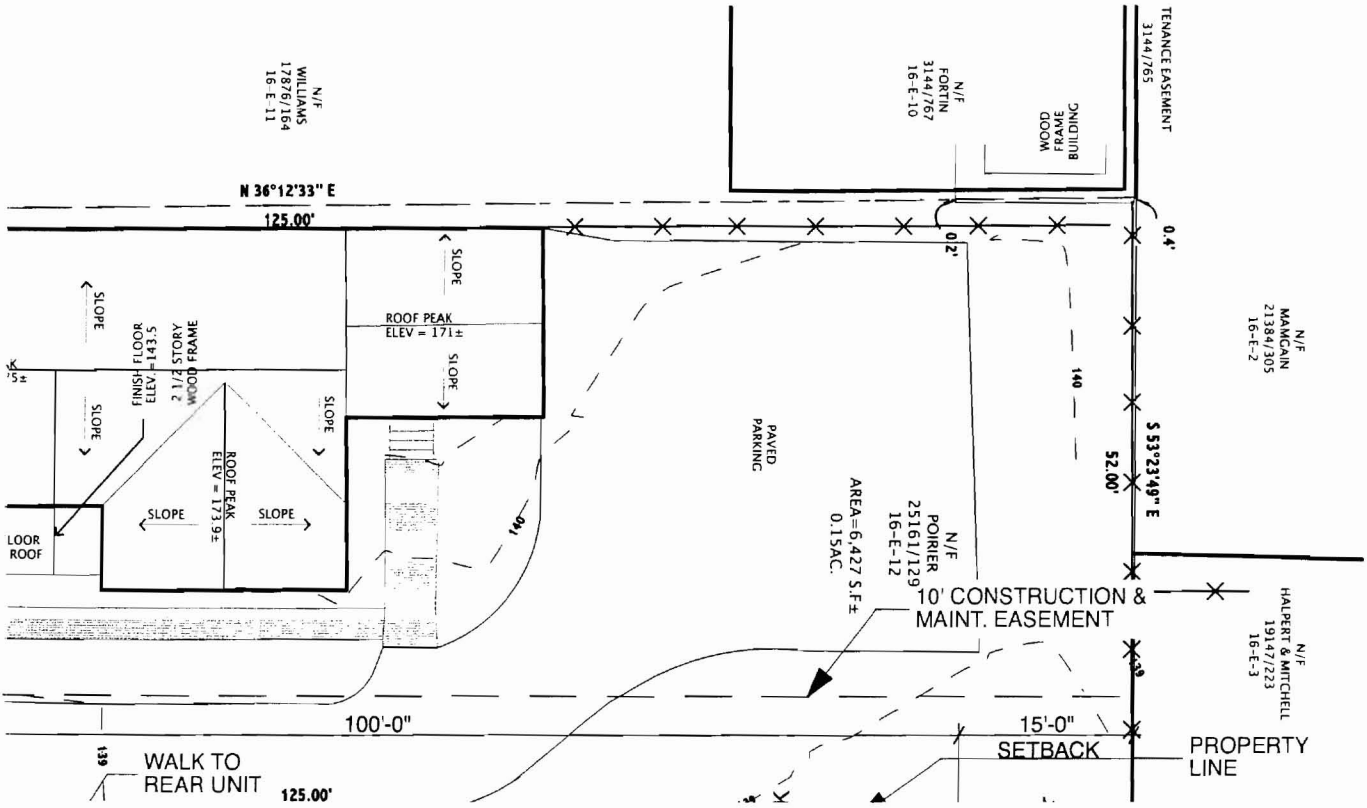 TENANCE EASEMENT
3144/765
N/F
WILLIAMS
17876/164
16-E-11
N/F
FORTIN
3144/767
16-E-10
WOOD
FRAME
BUILDING
N 36°12'33" E
125.00'
0.2'
0.4'
N/F
MAMGAIN
21384/305
16-E-2
SLOPE
SLOPE
ROOF PEAK
ELEV = 171±
SLOPE
FINISH FLOOR
ELEV.=143.5
2 1/2 STORY
WOOD FRAME
K
75±
SLOPE
SLOPE
ROOF PEAK
ELEV = 173.9±
SLOPE
SLOPE
LOOR
ROOF
140
140
PAVED
PARKING
S 53°23'49" E
52.00'
N/F
POIRIER
25161/129
16-E-12
AREA=6,427 S.F±
0.15AC.
10' CONSTRUCTION &
MAINT. EASEMENT
N/F
HALPERT & MITCHELL
19147/223
16-E-3
139
100'-0"
15'-0"
SETBACK
PROPERTY
LINE
139
WALK TO
REAR UNIT
125.00'
K